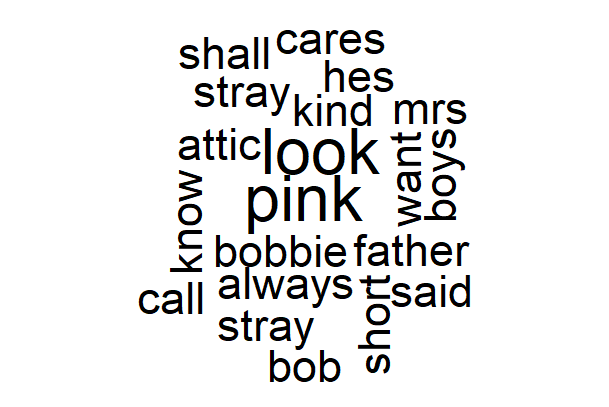 shall cares
stray hes
kind mrs
attic look want boys
pink
know bobbie father
always
call short said
stray
bob